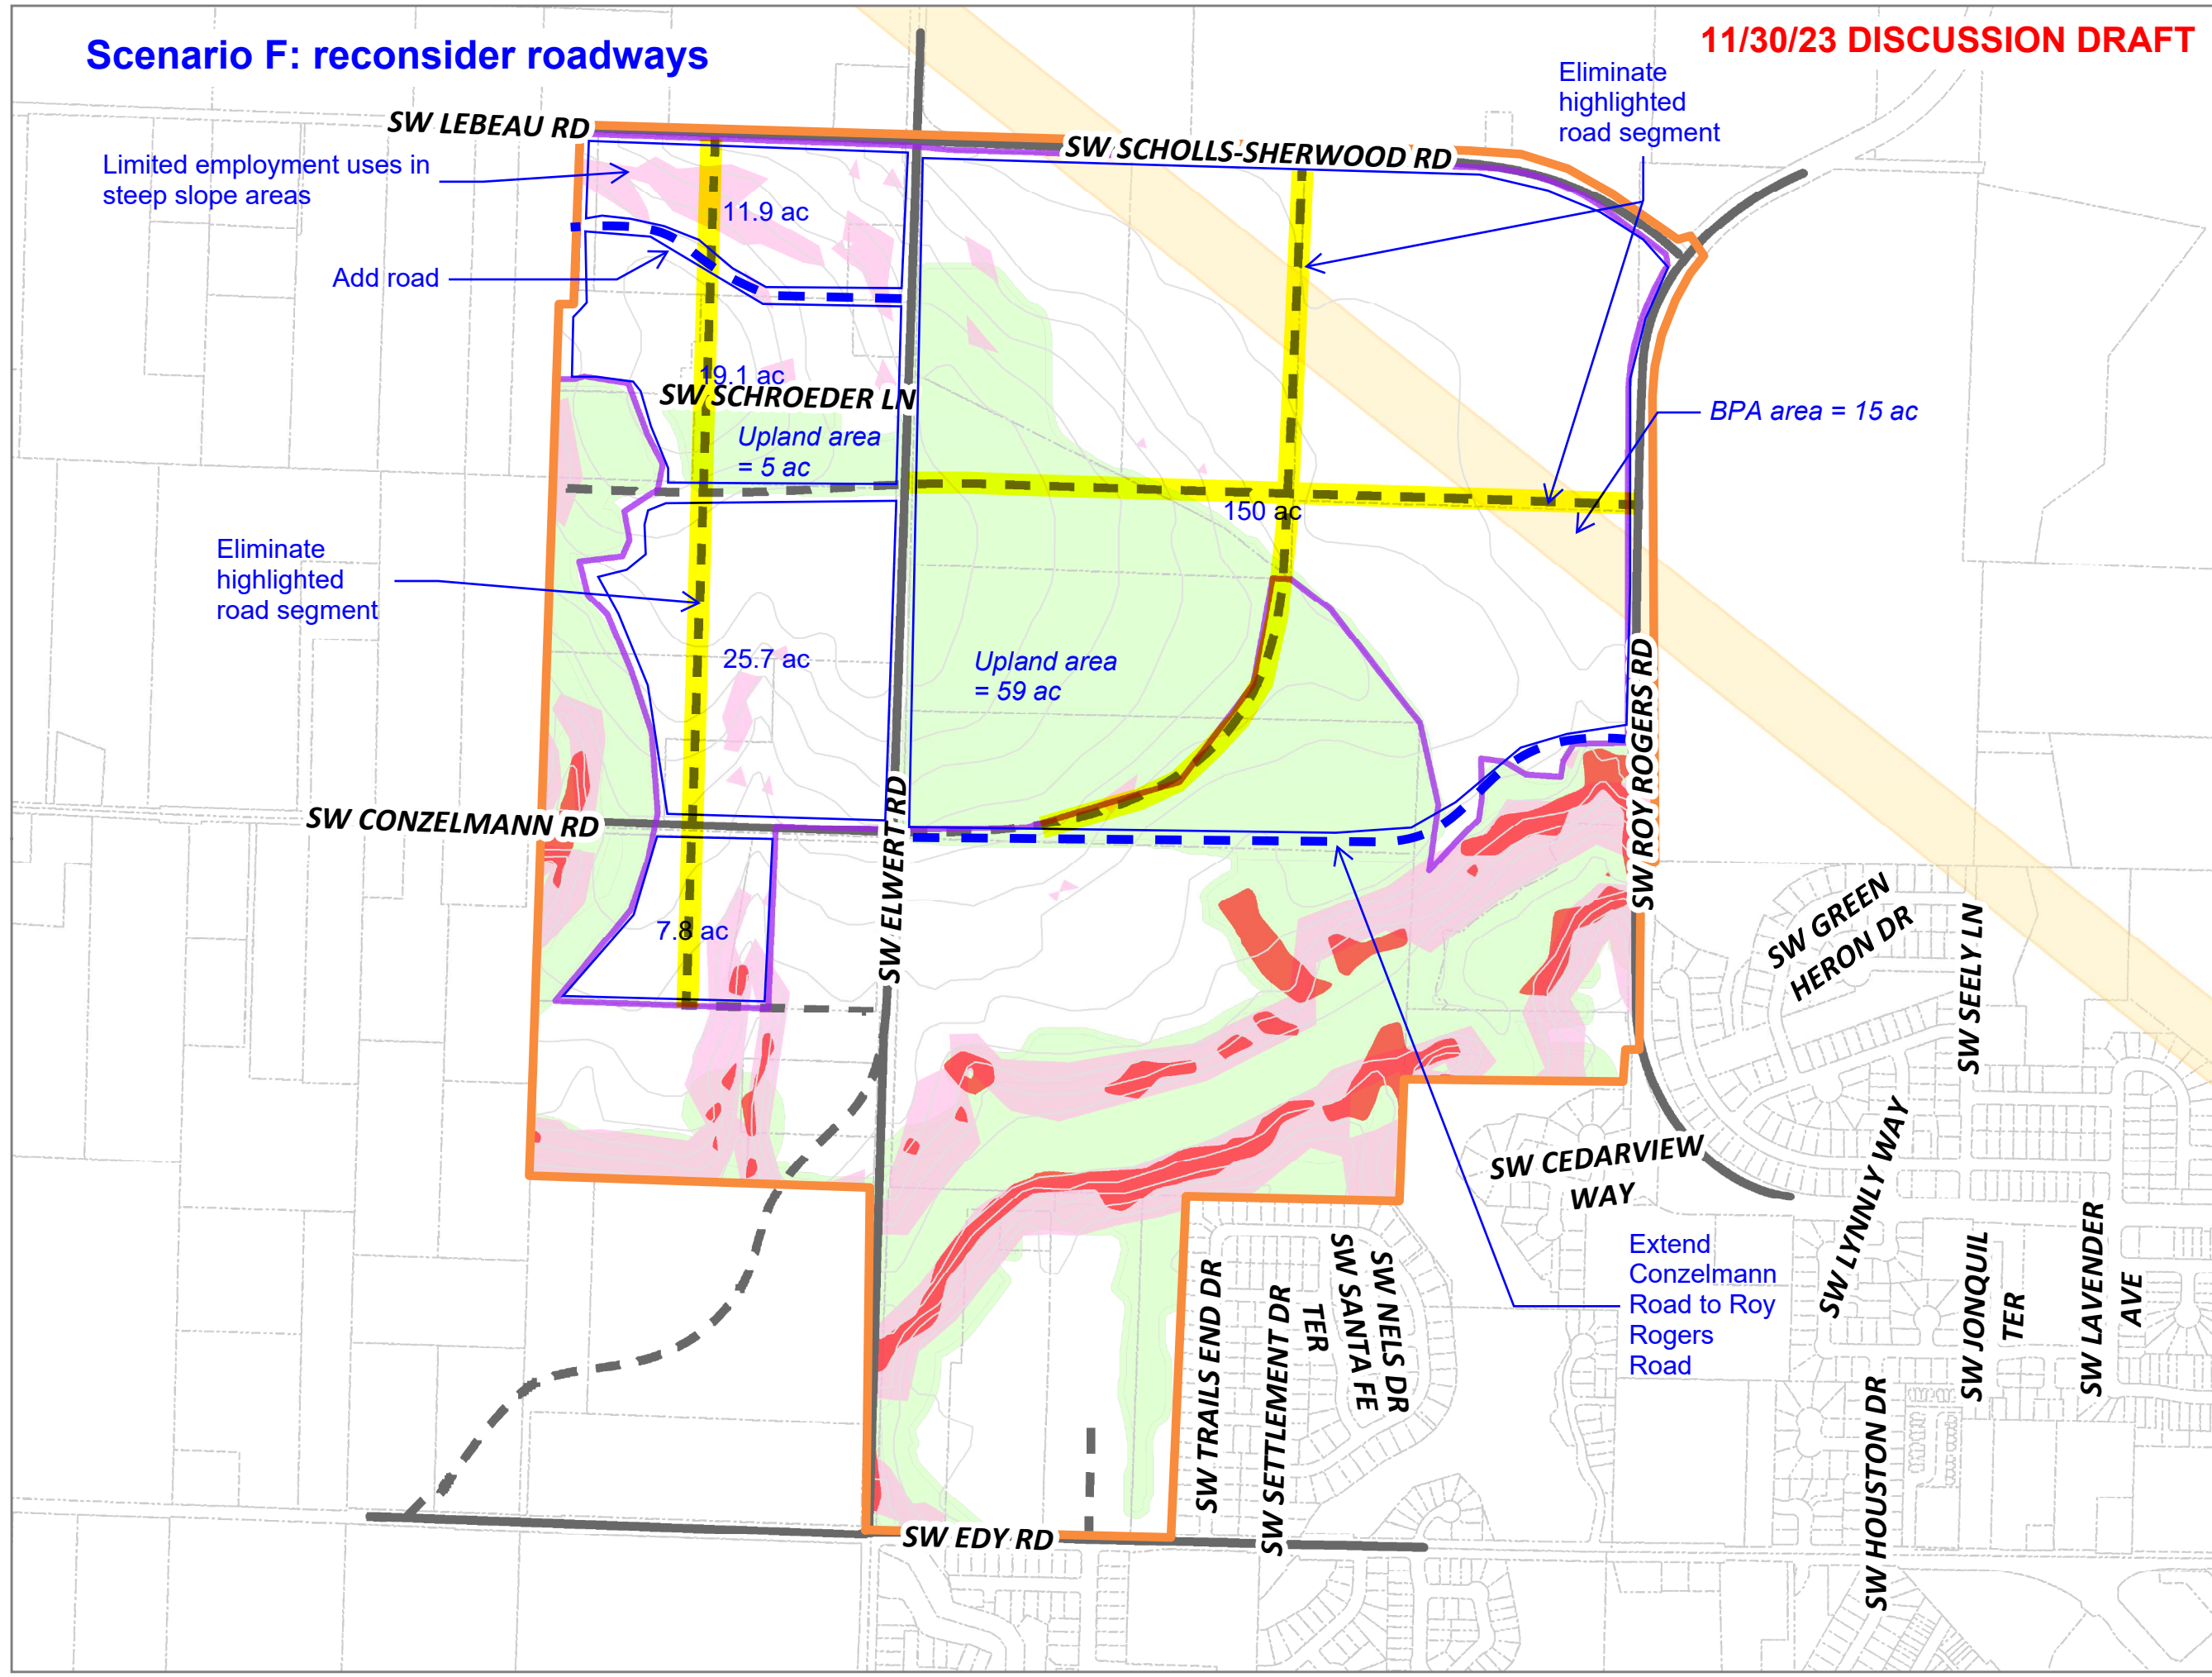 Scenario F: reconsider roadways
11/30/23 DISCUSSION DRAFT
Eliminate
highlighted
road segment
SW LEBEAU RD
SW SCHOLLS-SHERWOOD RD
Limited employment uses in
steep slope areas
11.9 ac
Add road
19.1 ac
SW SCHROEDER LN
Upland area
= 5 ac
BPA area = 15 ac
150 ac
Eliminate
highlighted
road segment
25.7 ac
Upland area
= 59 ac
SW ROY ROGERS RD
SW CONZELMANN RD
SW ELWERT RD
7.8 ac
SW GREEN
HERON DR
SW SEELY LN
SW CEDARVIEW
WAY
SW LYNNLY WAY
Extend
Conzelmann
Road to Roy
Rogers
Road
SW TRAILS END DR
SW SETTLEMENT DR
SW SANTA FE
TER
SW NELS DR
SW JONQUIL
TER
SW LAVENDER
AVE
SW HOUSTON DR
SW EDY RD